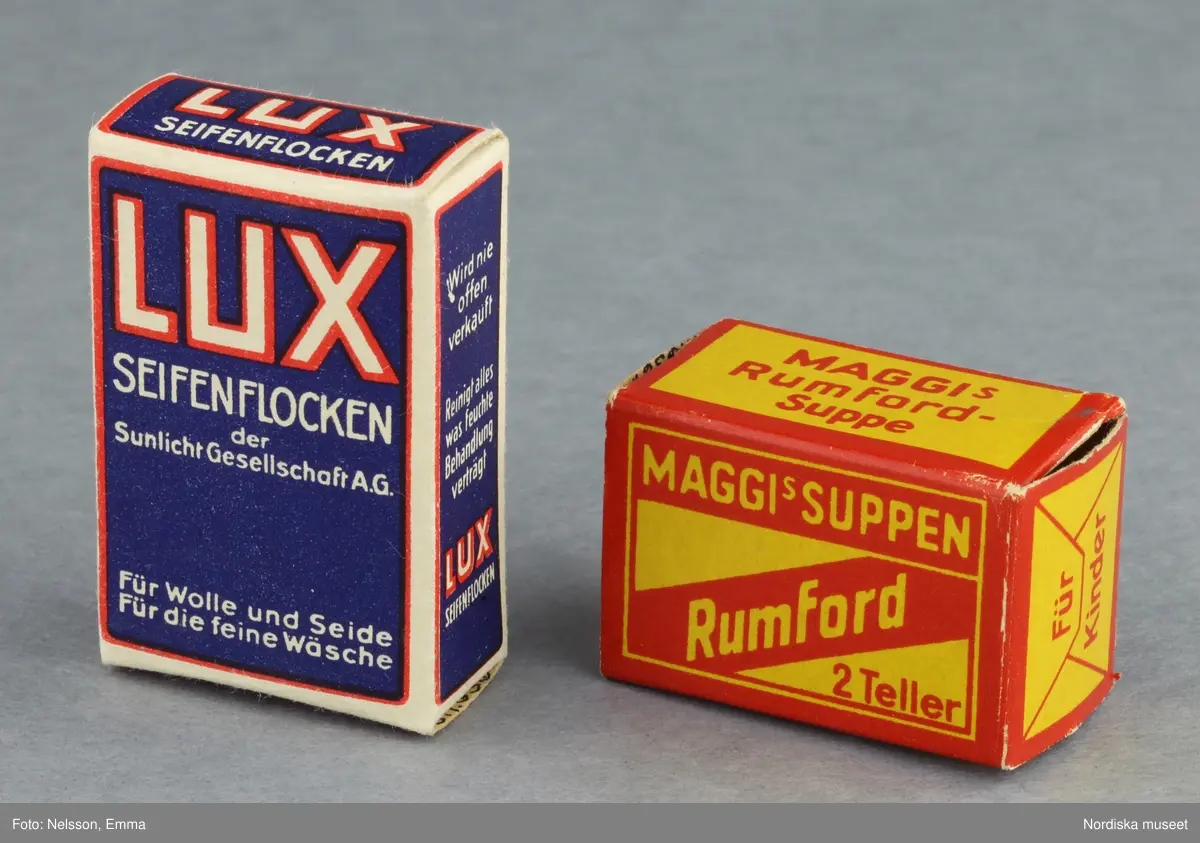 LUX
SEIFENFLOCKEN
LUX
SEIFENFLOCKEN
der
Sunlicht Gesellschaft A.G.
Für Wolle und Seide
Für die feine Wäsche
Wird nie
offen
verkauft
Reinigt alles
was feuchte
Behandlung
verträgt
LUX
SEIFENFLOCKEN
MAGGIs
Rumford-
Suppe
MAGGIs SUPPEN
Rumford
2 Teller
Für
Kinder
Foto: Nelsson, Emma
Nordiska museet